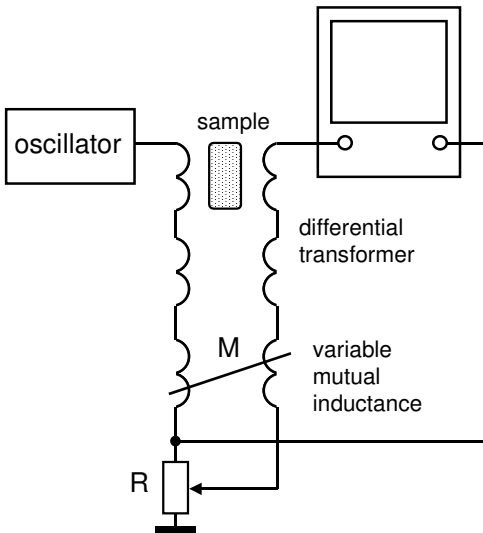 sample
oscillator
differential
transformer
M
variable
mutual
inductance
R